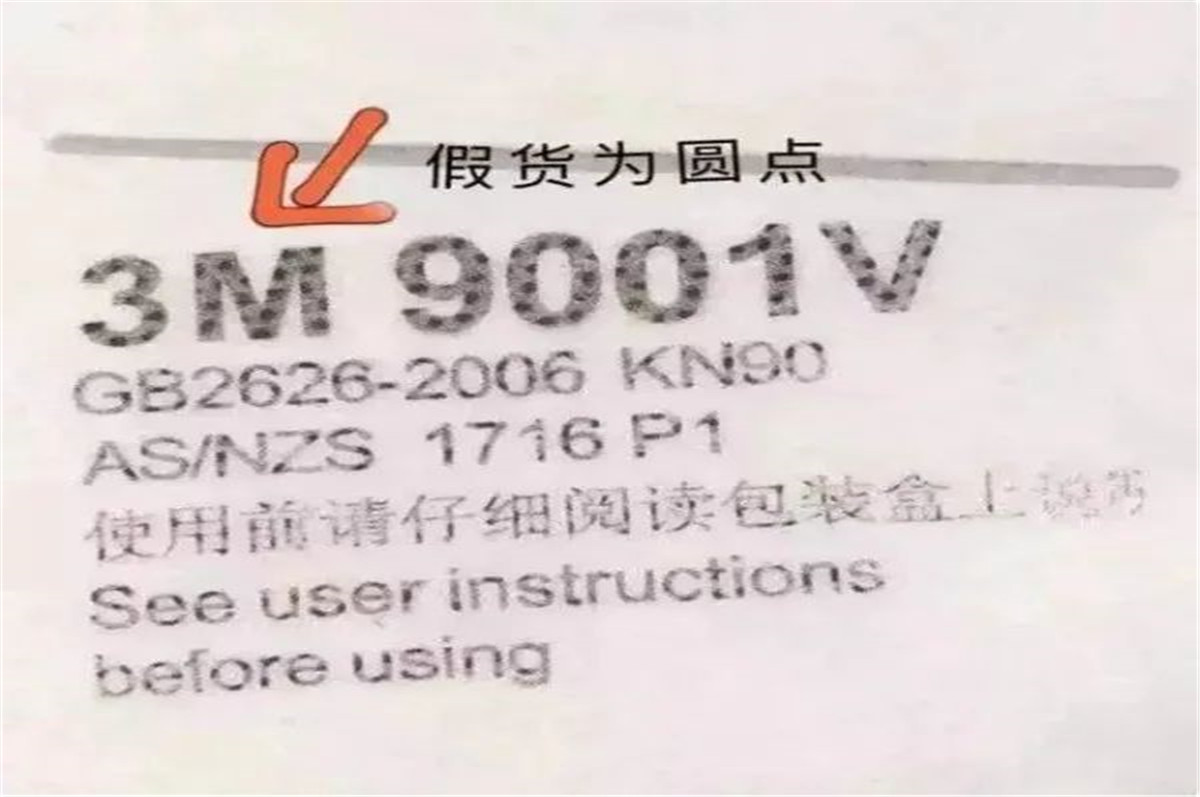 假货为圆点
3M 9001V
GB2626-2006 KN90
AS/NZS 1716 P1
使用前请仔细阅读包装盒上说
See user instructions
before using